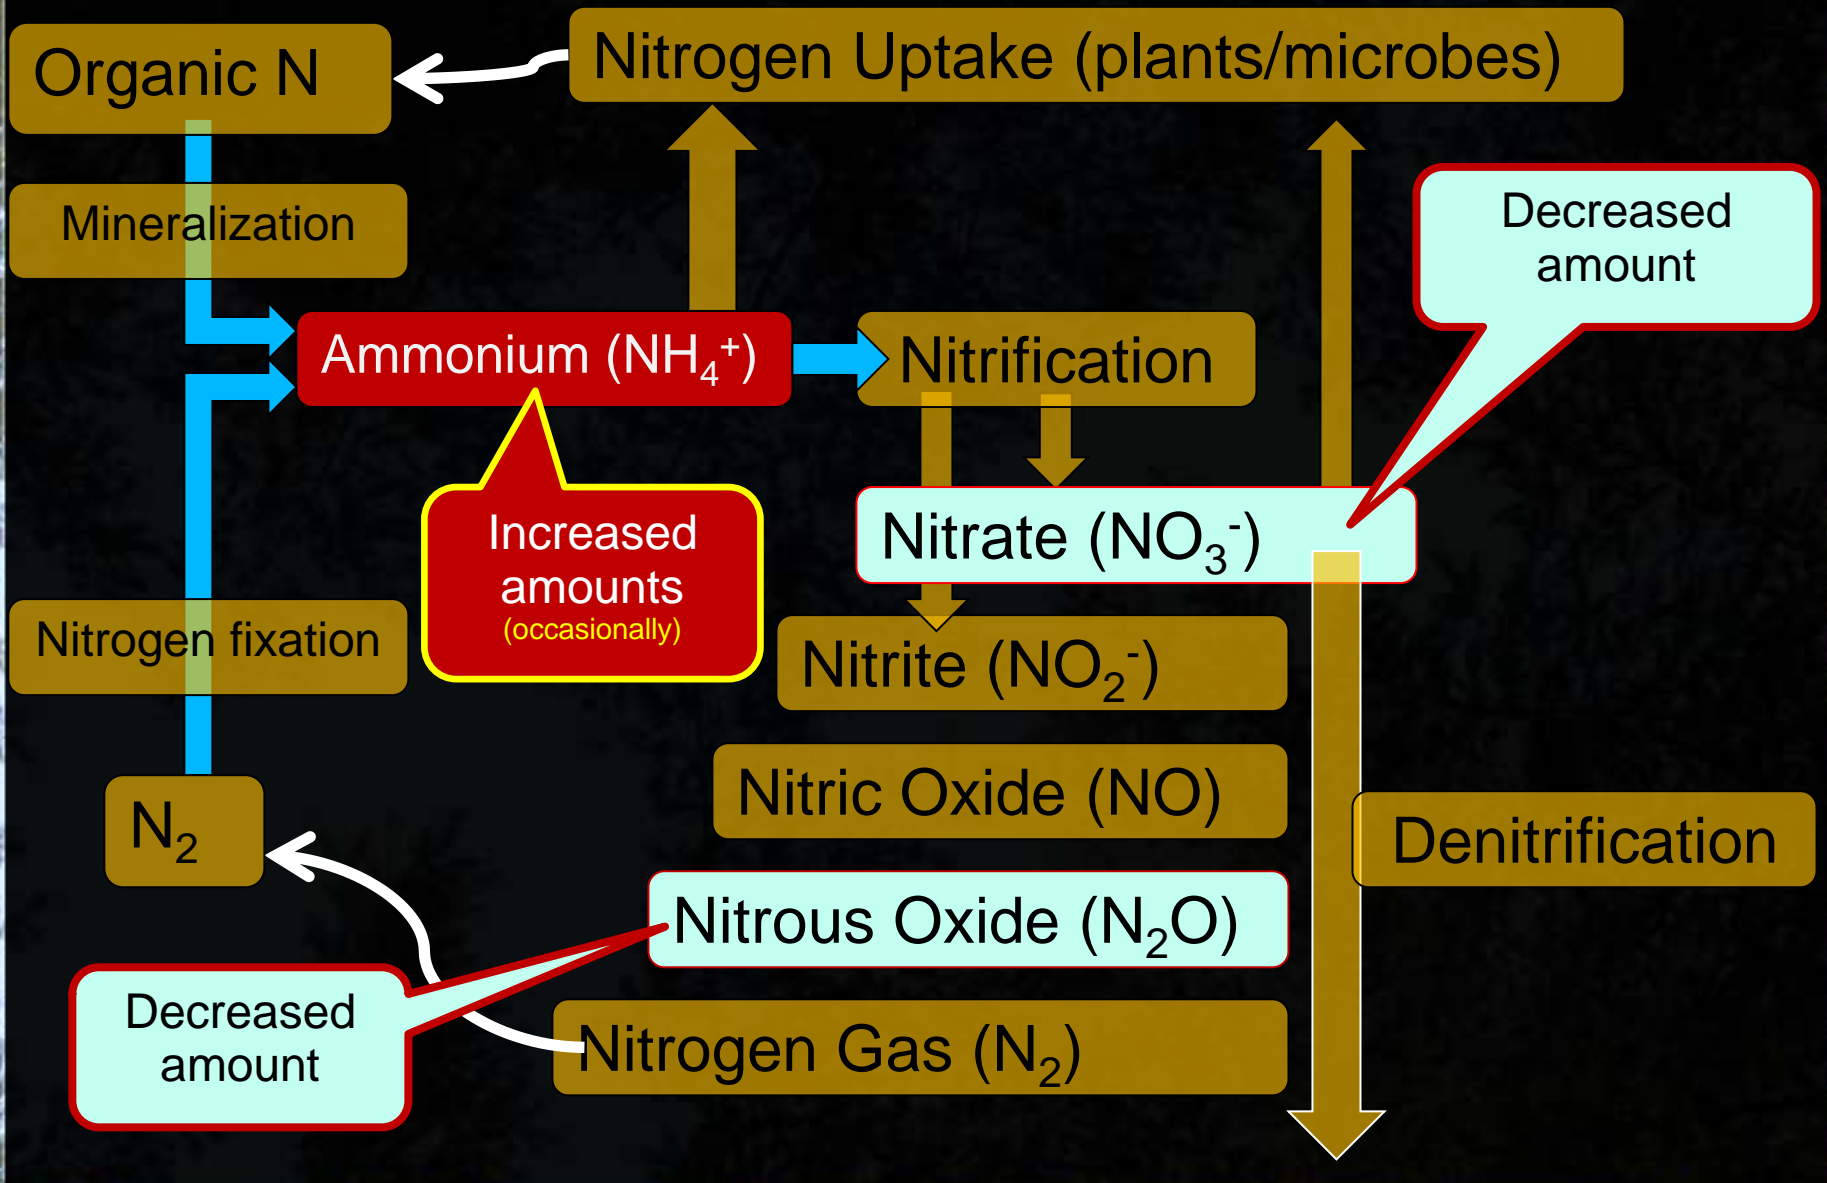 Organic N
Nitrogen Uptake (plants/microbes)
Mineralization
Decreased
amount
Ammonium (NH₄⁺)
Nitrification
Increased
amounts
(occasionally)
Nitrate (NO₃⁻)
Nitrogen fixation
Nitrite (NO₂⁻)
N₂
Nitric Oxide (NO)
Denitrification
Nitrous Oxide (N₂O)
Decreased
amount
Nitrogen Gas (N₂)